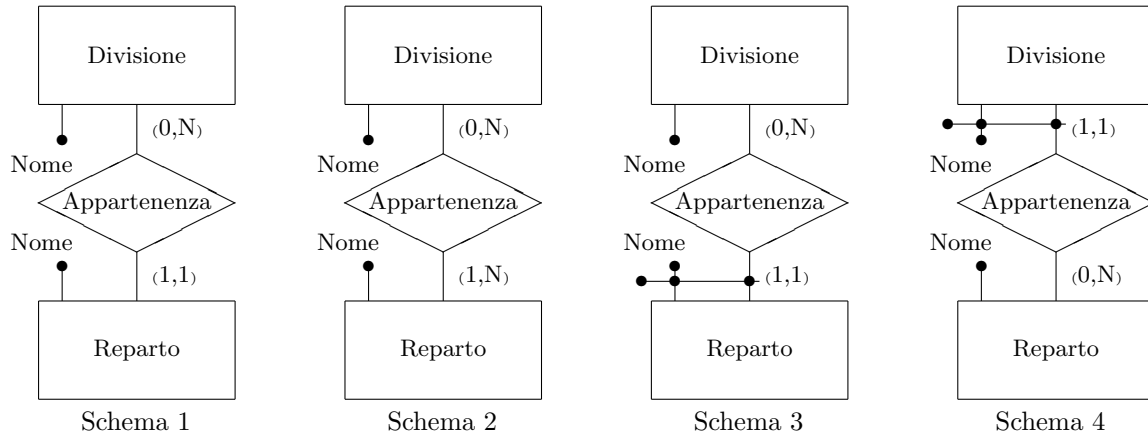 Divisione
(0,N)
Nome
Appartenenza
Nome
(1,1)
Reparto
Schema 1
Divisione
(0,N)
Nome
Appartenenza
Nome
(1,N)
Reparto
Schema 2
Divisione
(0,N)
Nome
Appartenenza
Nome
(1,1)
Reparto
Schema 3
Divisione
(1,1)
Nome
Appartenenza
Nome
(0,N)
Reparto
Schema 4